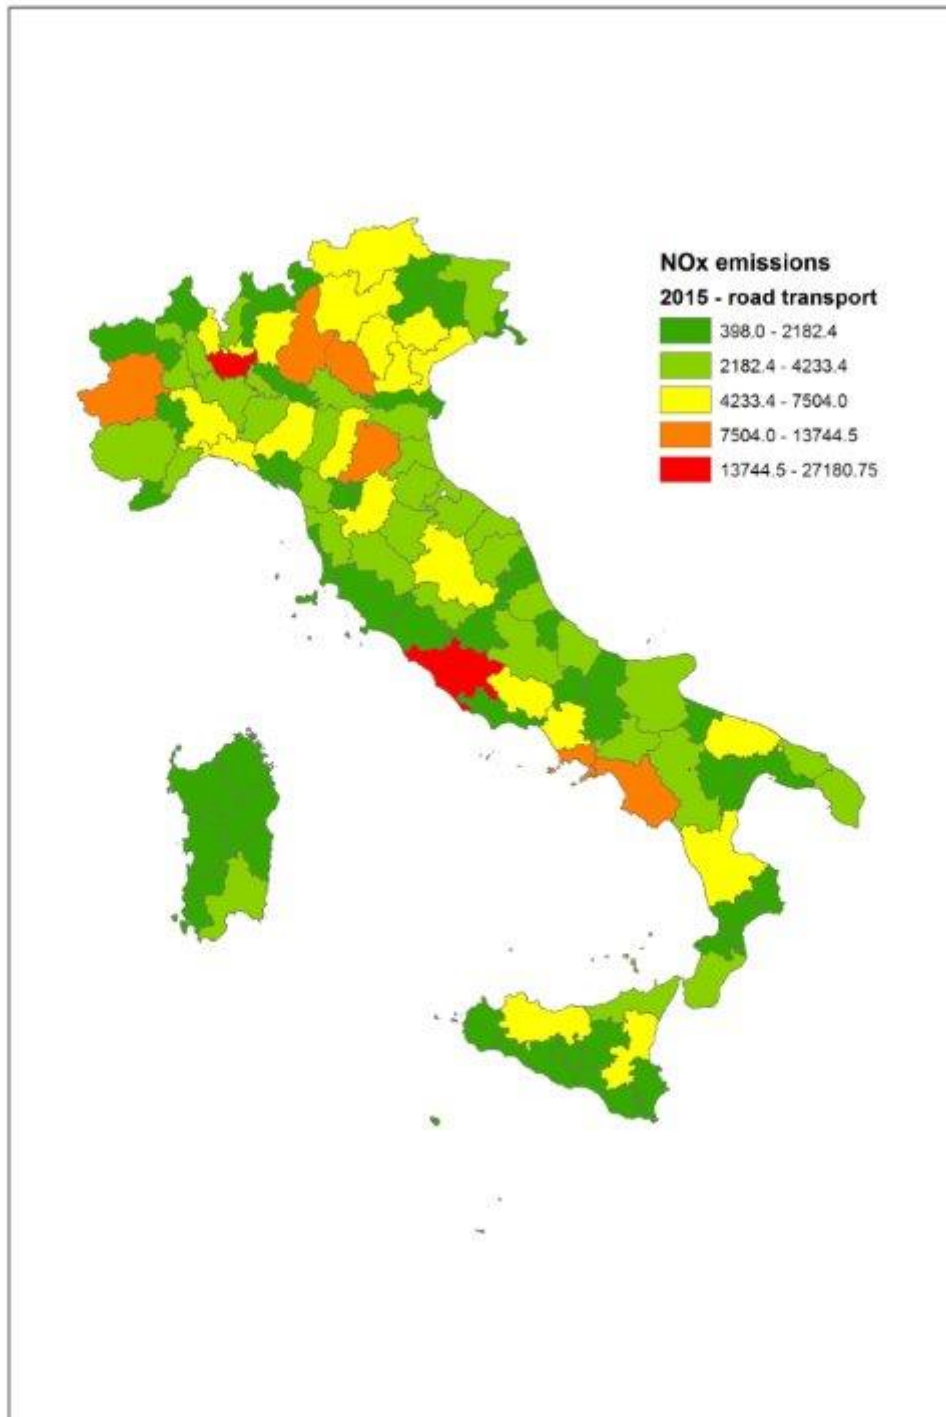 NOx emissions
2015 - road transport
398.0 - 2182.4
2182.4 - 4233.4
4233.4 - 7504.0
7504.0 - 13744.5
13744.5 - 27180.75